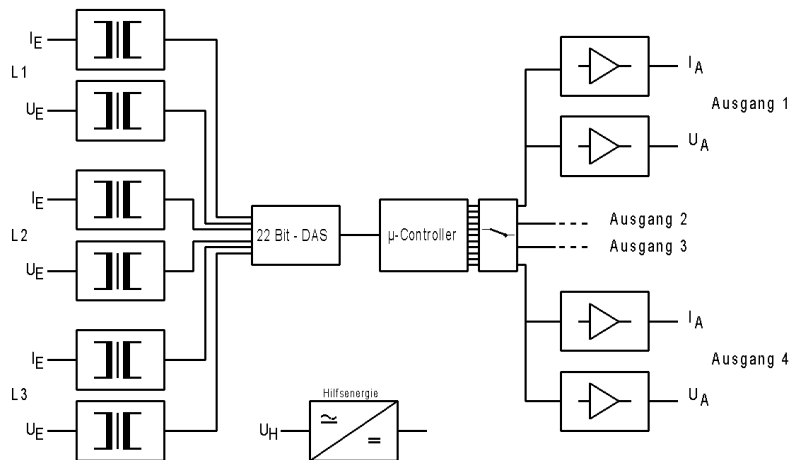 I_E
L1
U_E
I_E
L2
U_E
I_E
L3
U_E
22 Bit - DAS
µ-Controller
Hilfsenergie
U_H
I_A
Ausgang 1
U_A
Ausgang 2
Ausgang 3
I_A
Ausgang 4
U_A